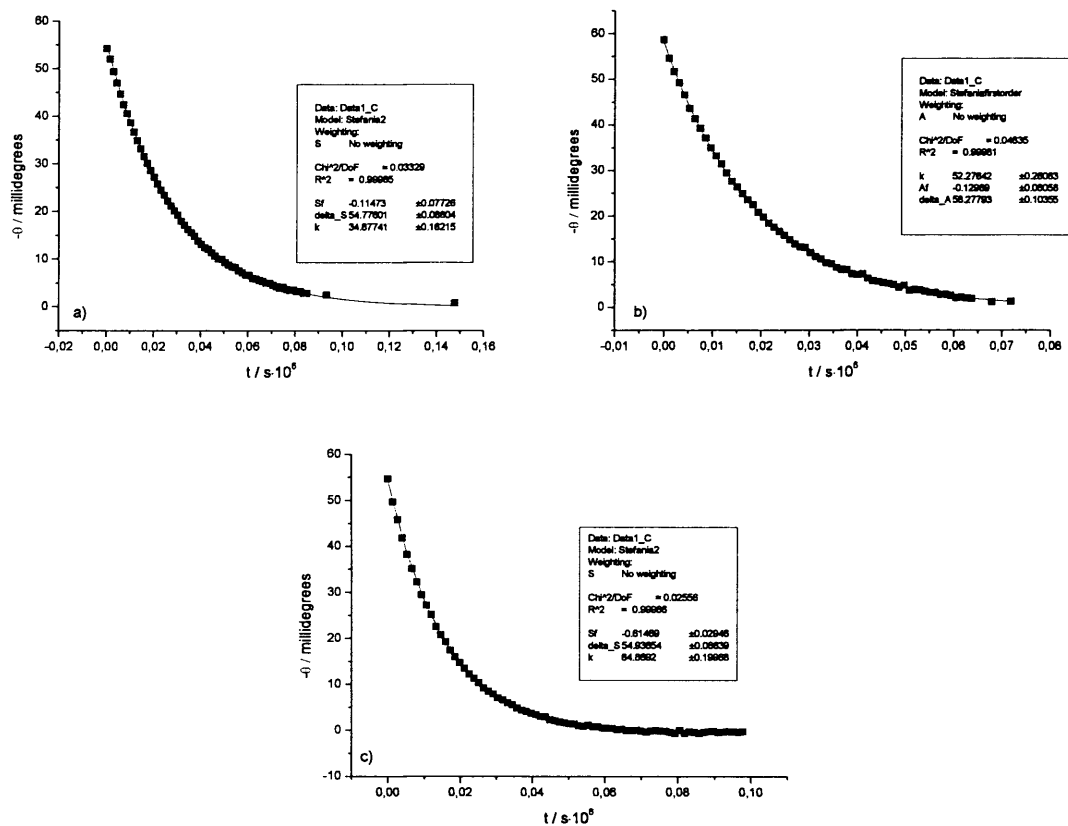 60
50
40
30
20
10
0
-θ / millidegrees
a)
-0,02 0,00 0,02 0,04 0,06 0,08 0,10 0,12 0,14 0,16
t / s·10⁶
Data: Data1_C
Model: Stefania2
Weighting:
S No weighting
Chi^2/DoF = 0.03329
R^2 = 0.99985
Sf -0.11473 ±0.07726
delta_S 54.77601 ±0.08604
k 34.87741 ±0.16215
60
50
40
30
20
10
0
-θ / millidegrees
b)
-0,01 0,00 0,01 0,02 0,03 0,04 0,05 0,06 0,07 0,08
t / s·10⁶
Data: Data1_C
Model: Stefaniafirstorder
Weighting:
A No weighting
Chi^2/DoF = 0.04635
R^2 = 0.99981
k 52.27642 ±0.26083
Af -0.12989 ±0.08056
delta_A 58.27793 ±0.10355
60
50
40
30
20
10
0
-10
-θ / millidegrees
c)
0,00 0,02 0,04 0,06 0,08 0,10
t / s·10⁶
Data: Data1_C
Model: Stefania2
Weighting:
S No weighting
Chi^2/DoF = 0.02556
R^2 = 0.99986
Sf -0.61469 ±0.02946
delta_S 54.93654 ±0.08639
k 64.8692 ±0.19986